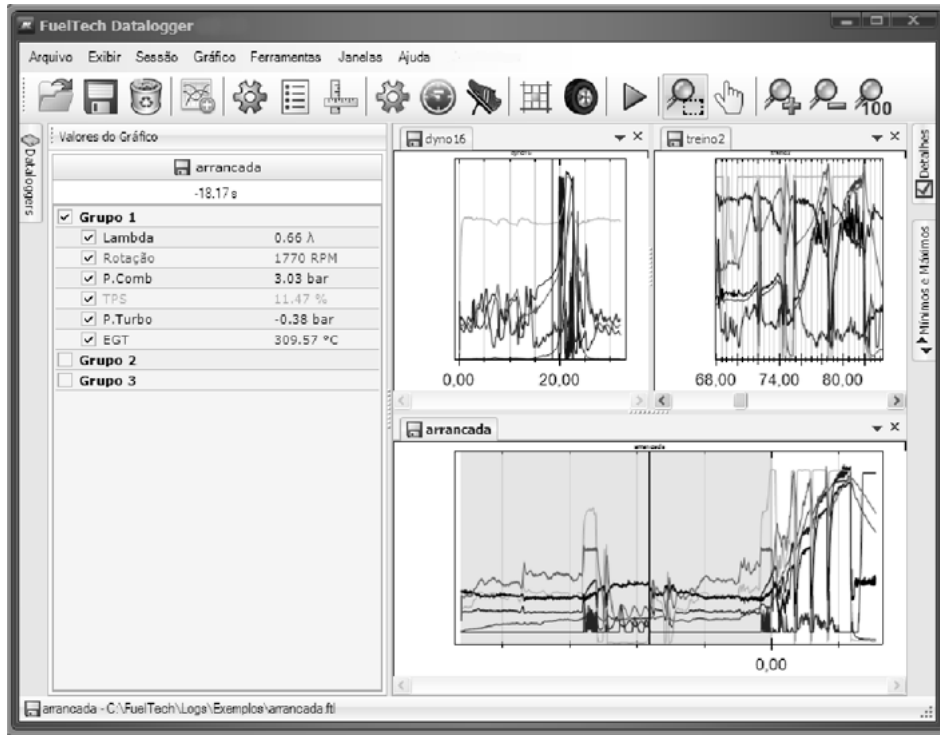 FuelTech Datalogger
Arquivo Exibir Sessão Gráfico Ferramentas Janelas Ajuda
100
Dataloggers
Valores do Gráfico
arrancada
-18.17s
Grupo 1
Lambda 0.66 λ
Rotação 1770 RPM
P.Comb 3.03 bar
TPS 11.47 %
P.Turbo -0.38 bar
EGT 309.57 °C
Grupo 2
Grupo 3
dyno16
0,00 20,00
treino2
68,00 74,00 80,00
arrancada
arrancada
0,00
Detalhes
Mínimos e Máximos
arrancada - C:\FuelTech\Logs\Exemplos\arrancada.ftl